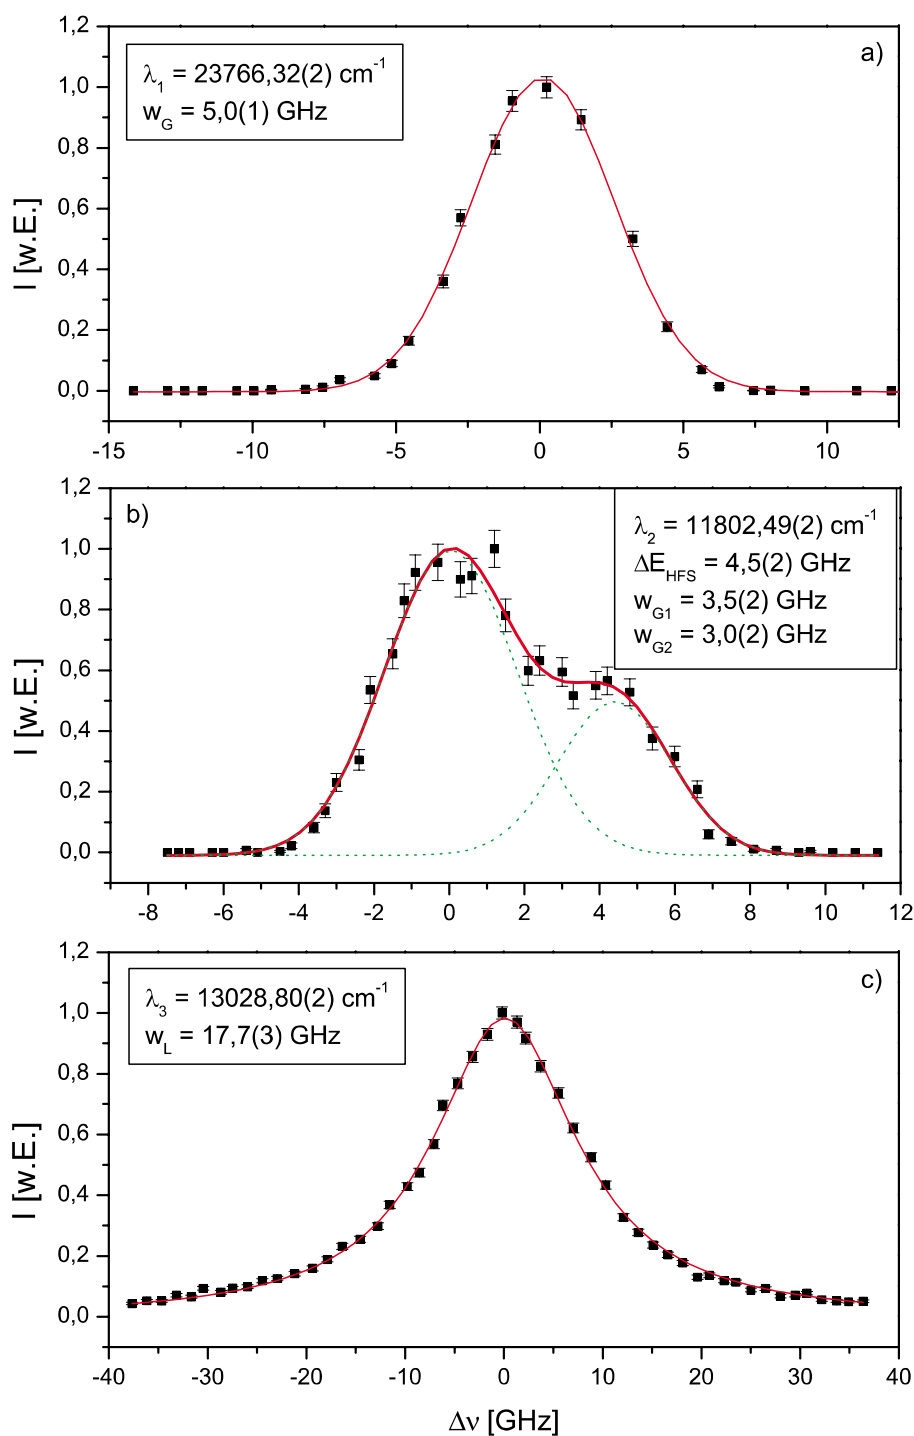 a)
λ₁ = 23766,32(2) cm⁻¹
w_G = 5,0(1) GHz
I [w.E.]
1,2
1,0
0,8
0,6
0,4
0,2
0,0
-15 -10 -5 0 5 10
b)
λ₂ = 11802,49(2) cm⁻¹
ΔE_HFS = 4,5(2) GHz
w_G1 = 3,5(2) GHz
w_G2 = 3,0(2) GHz
I [w.E.]
1,2
1,0
0,8
0,6
0,4
0,2
0,0
-8 -6 -4 -2 0 2 4 6 8 10 12
c)
λ₃ = 13028,80(2) cm⁻¹
w_L = 17,7(3) GHz
I [w.E.]
1,2
1,0
0,8
0,6
0,4
0,2
0,0
-40 -30 -20 -10 0 10 20 30 40
Δν [GHz]